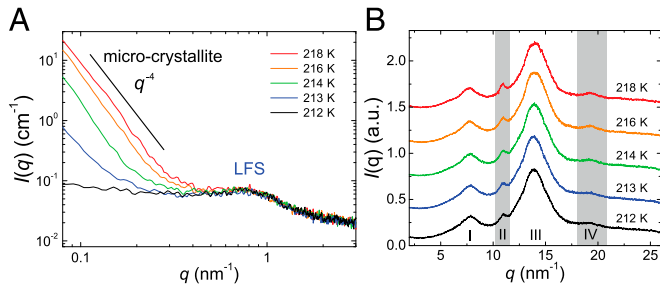 A
micro-crystallite
q⁻⁴
218 K
216 K
214 K
213 K
212 K
LFS
I(q) (cm⁻¹)
10¹
10⁰
10⁻¹
10⁻²
0.1
1
q (nm⁻¹)
B
I(q) (a.u.)
2.0
1.5
1.0
0.5
0.0
218 K
216 K
214 K
213 K
212 K
I
II
III
IV
5
10
15
20
25
q (nm⁻¹)